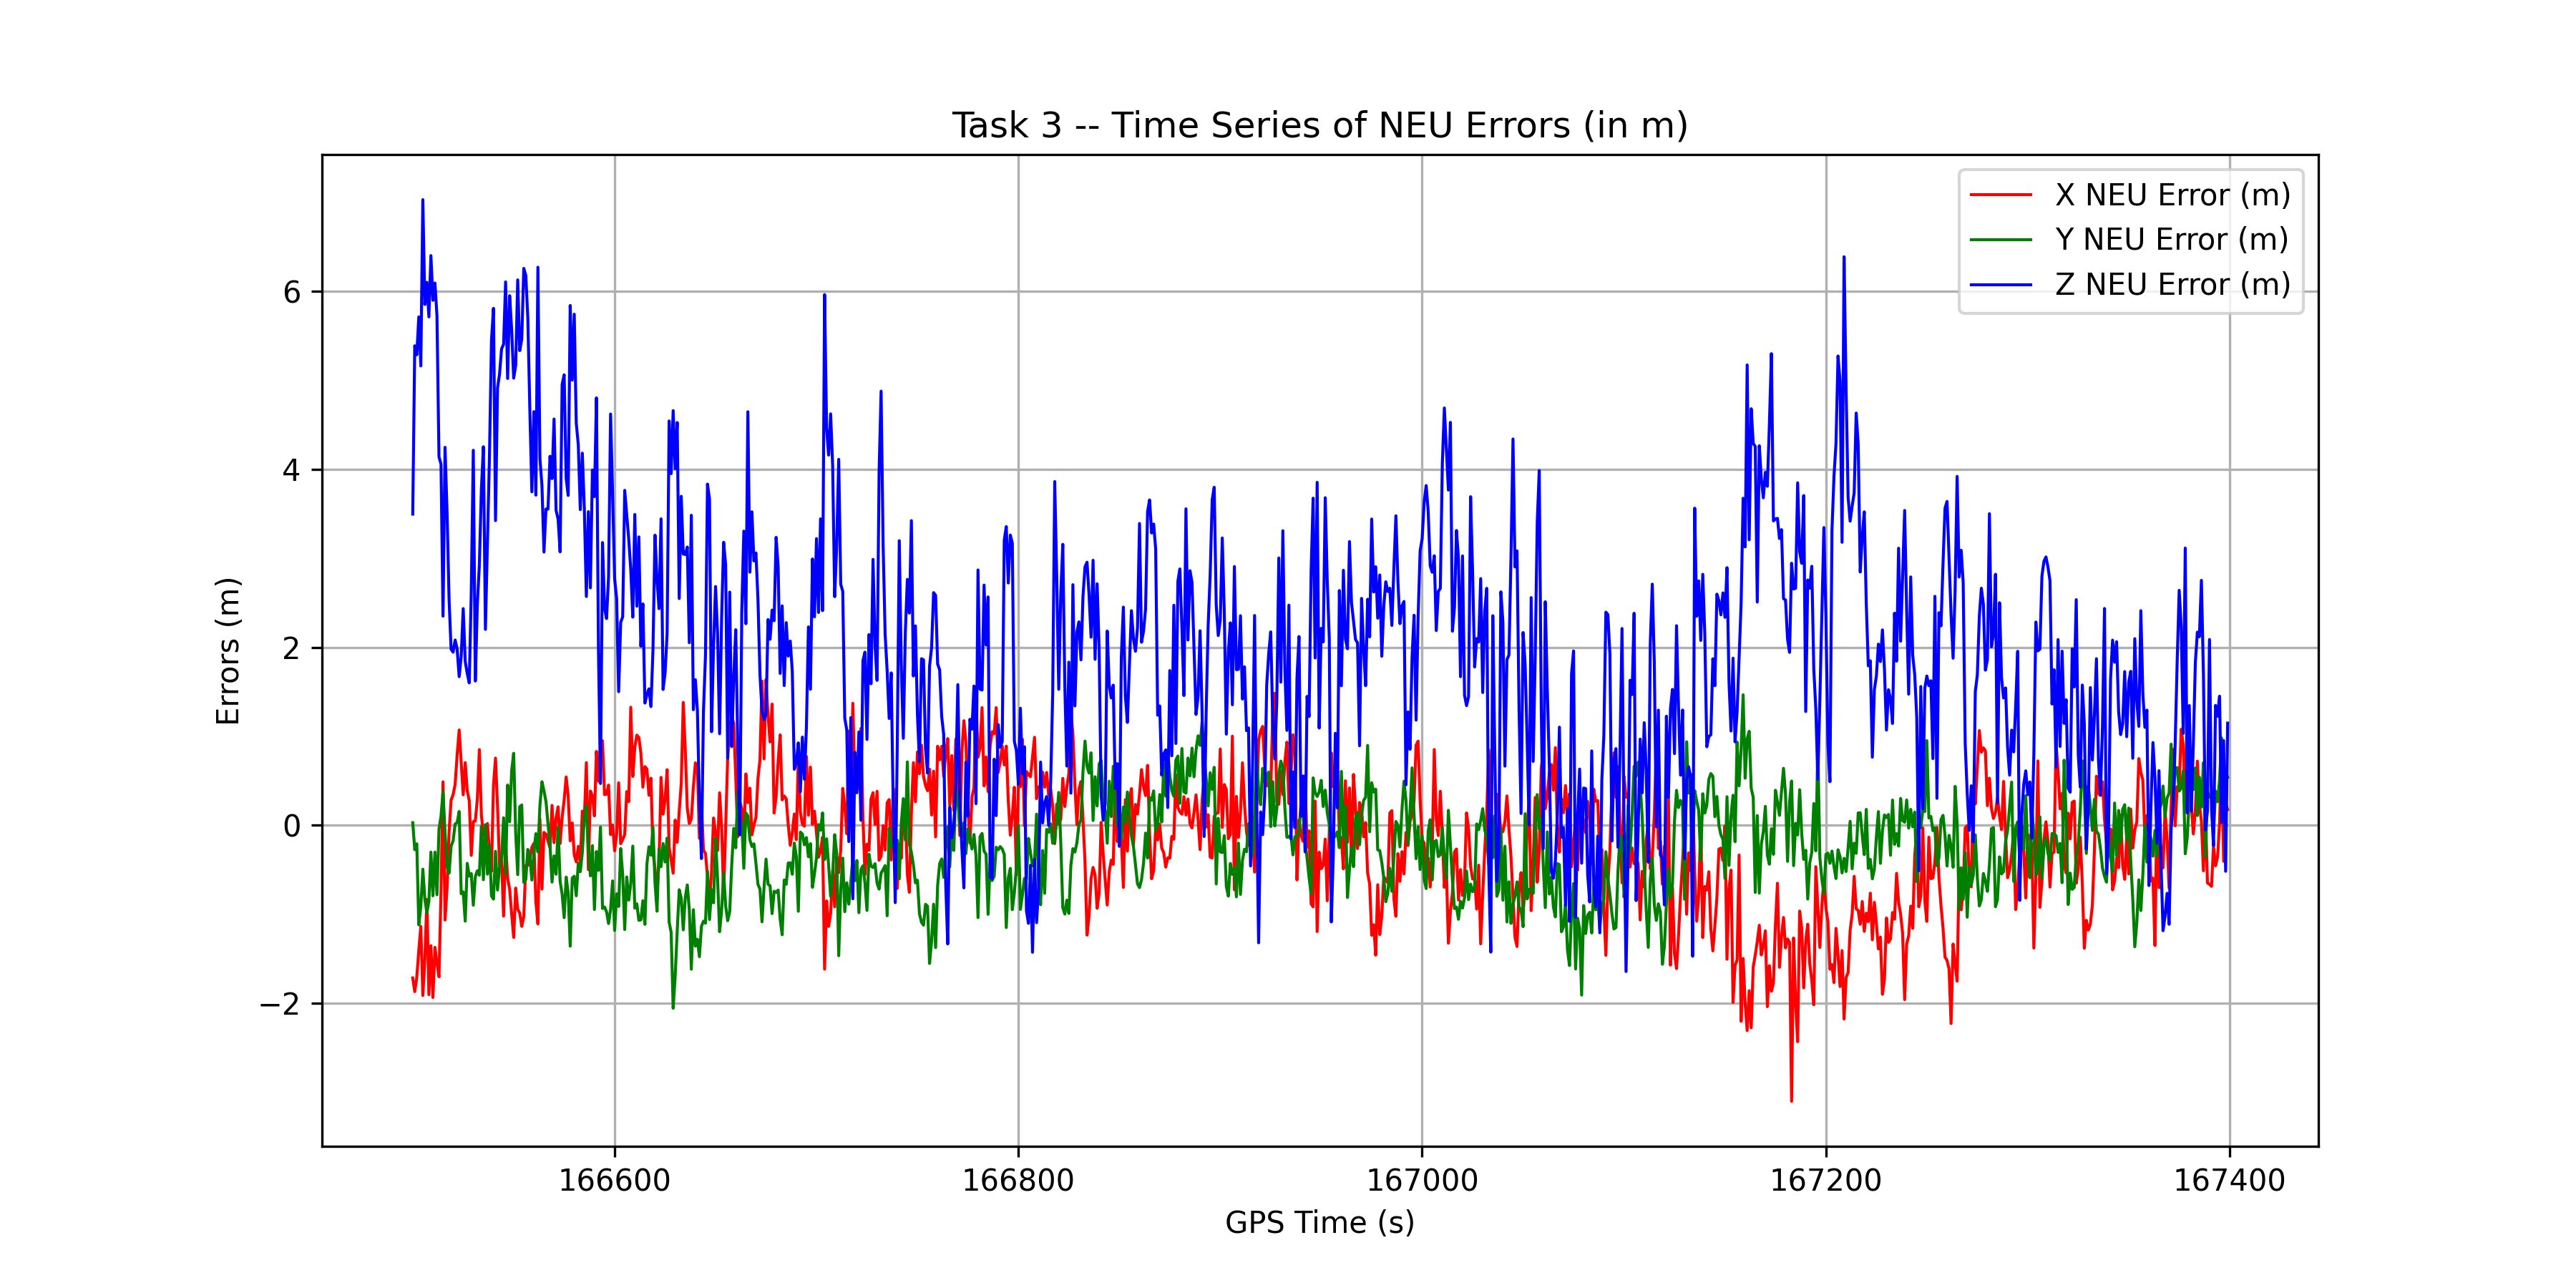 Task 3 -- Time Series of NEU Errors (in m)
X NEU Error (m)
Y NEU Error (m)
Z NEU Error (m)
Errors (m)
6
4
2
0
−2
166600
166800
167000
167200
167400
GPS Time (s)